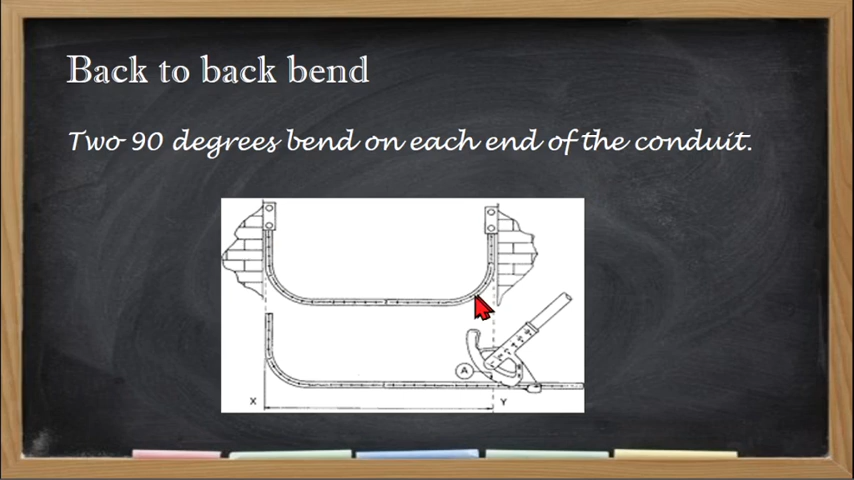 Back to back bend
Two 90 degrees bend on each end of the conduit.
A
X
Y